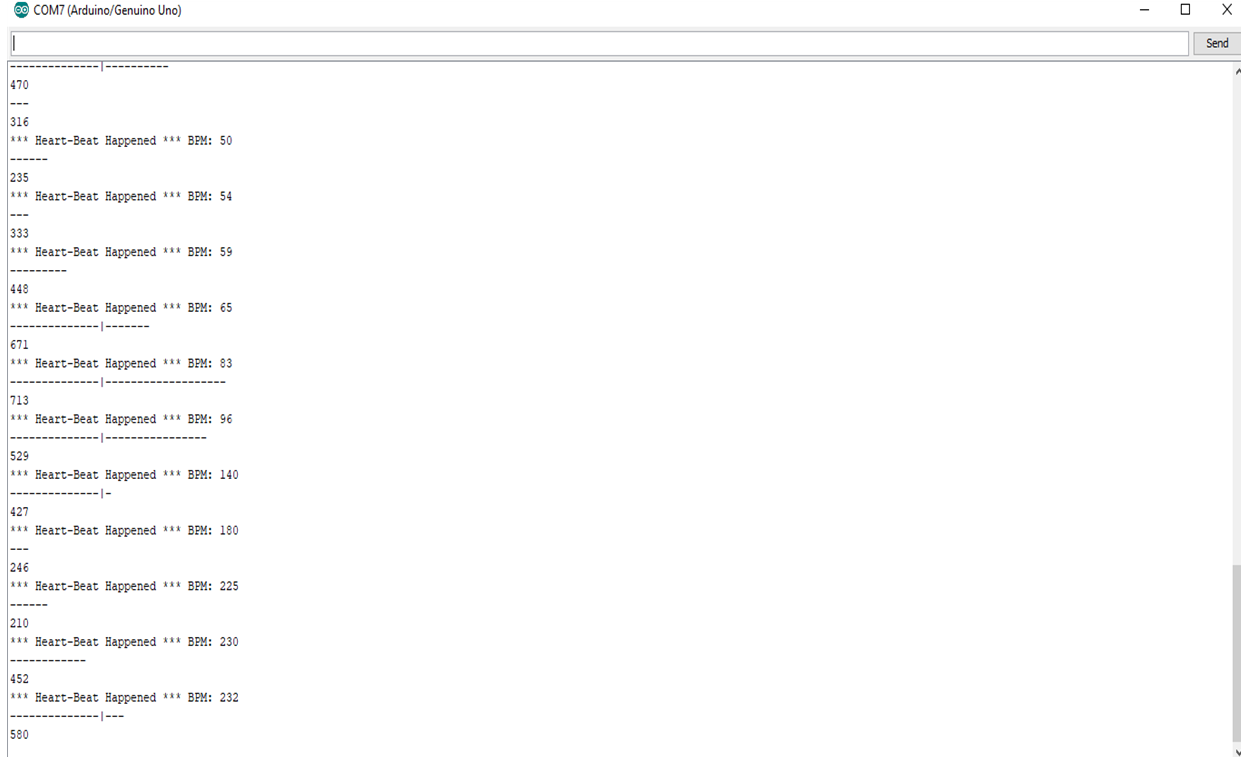 COM7 (Arduino/Genuino Uno)
Send
--------------|----------
470
---
316
*** Heart-Beat Happened *** BPM: 50
------
235
*** Heart-Beat Happened *** BPM: 54
---
333
*** Heart-Beat Happened *** BPM: 59
---------
448
*** Heart-Beat Happened *** BPM: 65
--------------|-------
671
*** Heart-Beat Happened *** BPM: 83
--------------|-------------------
713
*** Heart-Beat Happened *** BPM: 96
--------------|----------------
529
*** Heart-Beat Happened *** BPM: 140
--------------|-
427
*** Heart-Beat Happened *** BPM: 180
---
246
*** Heart-Beat Happened *** BPM: 225
------
210
*** Heart-Beat Happened *** BPM: 230
------------
452
*** Heart-Beat Happened *** BPM: 232
--------------|---
580